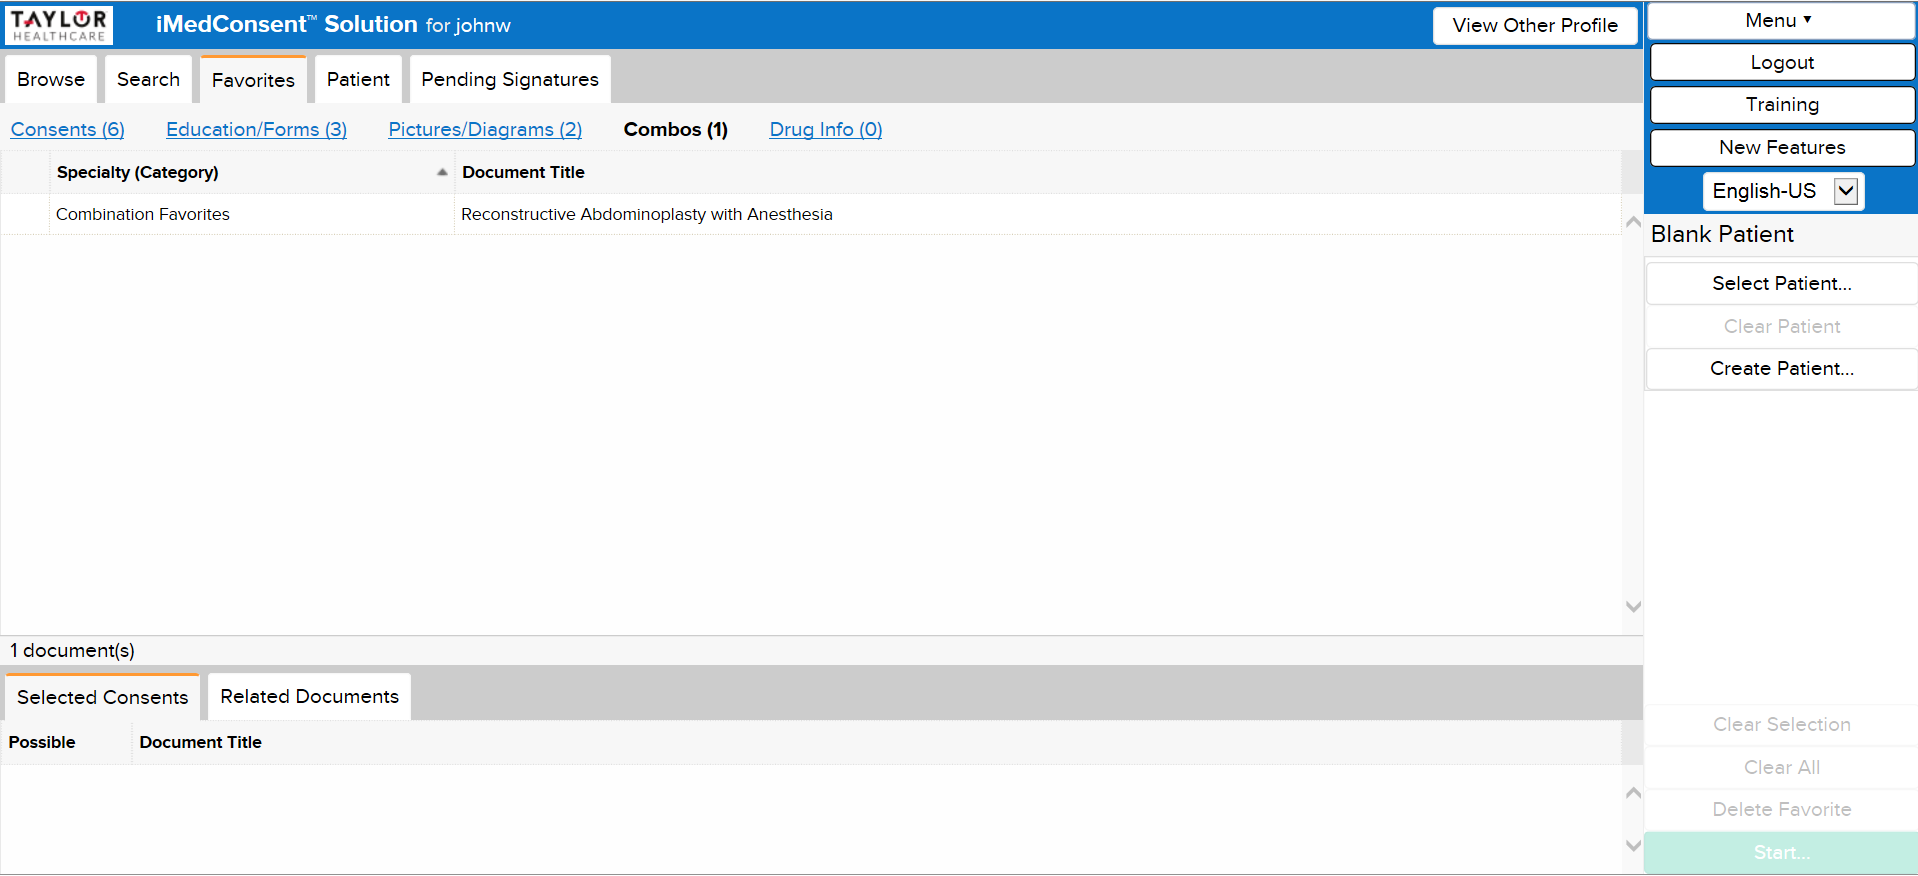 TAYLOR
HEALTHCARE
iMedConsent™ Solution for johnw
View Other Profile
Menu ▼
Logout
Training
New Features
English-US
Browse
Search
Favorites
Patient
Pending Signatures
Consents (6)
Education/Forms (3)
Pictures/Diagrams (2)
Combos (1)
Drug Info (0)
Specialty (Category)
Document Title
Combination Favorites
Reconstructive Abdominoplasty with Anesthesia
Blank Patient
Select Patient...
Clear Patient
Create Patient...
1 document(s)
Selected Consents
Related Documents
Possible
Document Title
Clear Selection
Clear All
Delete Favorite
Start...